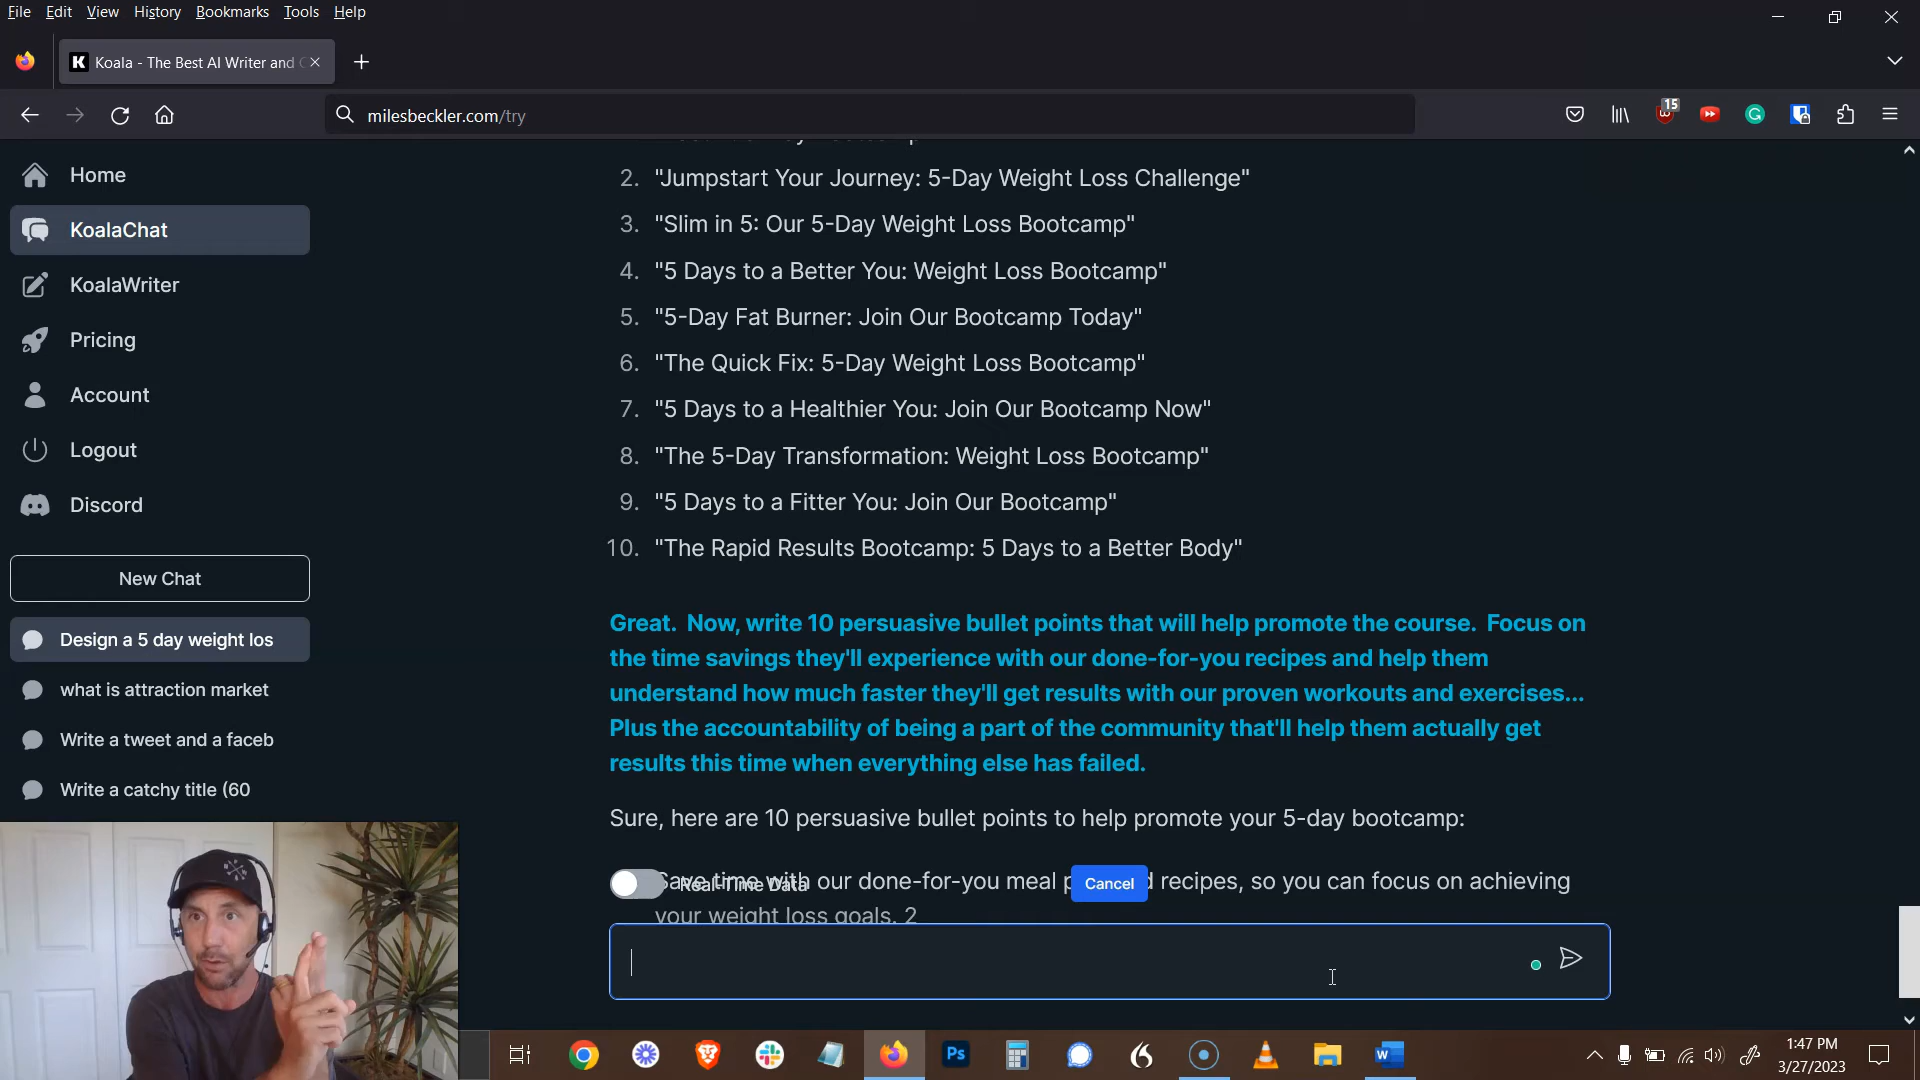 File Edit View History Bookmarks Tools Help
Koala - The Best AI Writer and
milesbeckler.com/try
15
Home
KoalaChat
KoalaWriter
Pricing
Account
Logout
Discord
New Chat
Design a 5 day weight los
what is attraction market
Write a tweet and a faceb
Write a catchy title (60
2. "Jumpstart Your Journey: 5-Day Weight Loss Challenge"
3. "Slim in 5: Our 5-Day Weight Loss Bootcamp"
4. "5 Days to a Better You: Weight Loss Bootcamp"
5. "5-Day Fat Burner: Join Our Bootcamp Today"
6. "The Quick Fix: 5-Day Weight Loss Bootcamp"
7. "5 Days to a Healthier You: Join Our Bootcamp Now"
8. "The 5-Day Transformation: Weight Loss Bootcamp"
9. "5 Days to a Fitter You: Join Our Bootcamp"
10. "The Rapid Results Bootcamp: 5 Days to a Better Body"
Great. Now, write 10 persuasive bullet points that will help promote the course. Focus on
the time savings they'll experience with our done-for-you recipes and help them
understand how much faster they'll get results with our proven workouts and exercises...
Plus the accountability of being a part of the community that'll help them actually get
results this time when everything else has failed.
Sure, here are 10 persuasive bullet points to help promote your 5-day bootcamp:
Save time with our done-for-you meal recipes, so you can focus on achieving
your weight loss goals. 2
Real-Time Data
Cancel
Ps
1:47 PM
3/27/2023